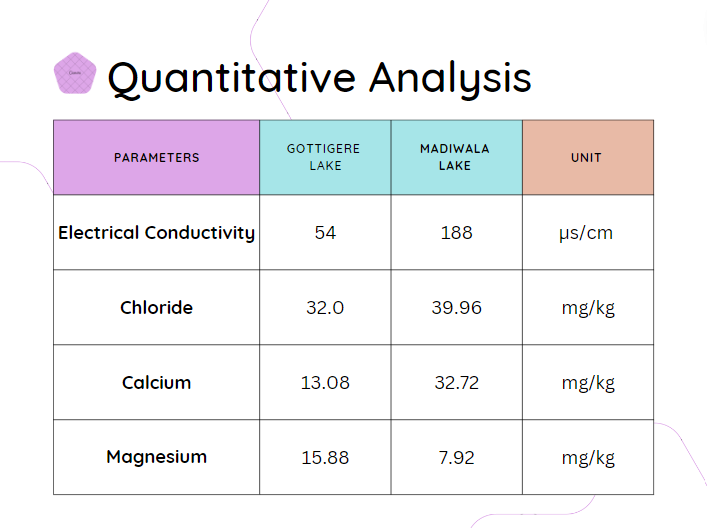 Quantitative Analysis
PARAMETERS
GOTTIGERE
LAKE
MADIWALA
LAKE
UNIT
Electrical Conductivity 54 188 µs/cm
Chloride 32.0 39.96 mg/kg
Calcium 13.08 32.72 mg/kg
Magnesium 15.88 7.92 mg/kg